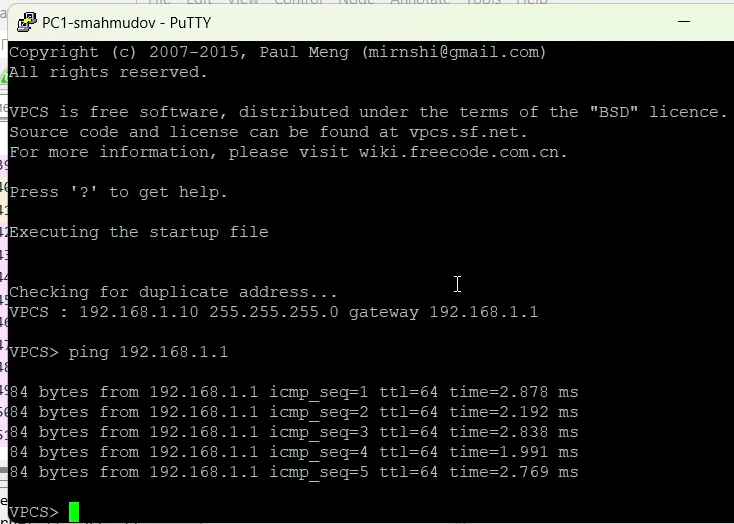 File Edit View Control Node Annotate Tools Help
PC1-smahmudov - PuTTY
Copyright (c) 2007-2015, Paul Meng (mirnshi@gmail.com)
All rights reserved.
VPCS is free software, distributed under the terms of the "BSD" licence.
Source code and license can be found at vpcs.sf.net.
For more information, please visit wiki.freecode.com.cn.
Press '?' to get help.
Executing the startup file
Checking for duplicate address...
VPCS : 192.168.1.10 255.255.255.0 gateway 192.168.1.1
VPCS> ping 192.168.1.1
84 bytes from 192.168.1.1 icmp_seq=1 ttl=64 time=2.878 ms
84 bytes from 192.168.1.1 icmp_seq=2 ttl=64 time=2.192 ms
84 bytes from 192.168.1.1 icmp_seq=3 ttl=64 time=2.838 ms
84 bytes from 192.168.1.1 icmp_seq=4 ttl=64 time=1.991 ms
84 bytes from 192.168.1.1 icmp_seq=5 ttl=64 time=2.769 ms
VPCS>